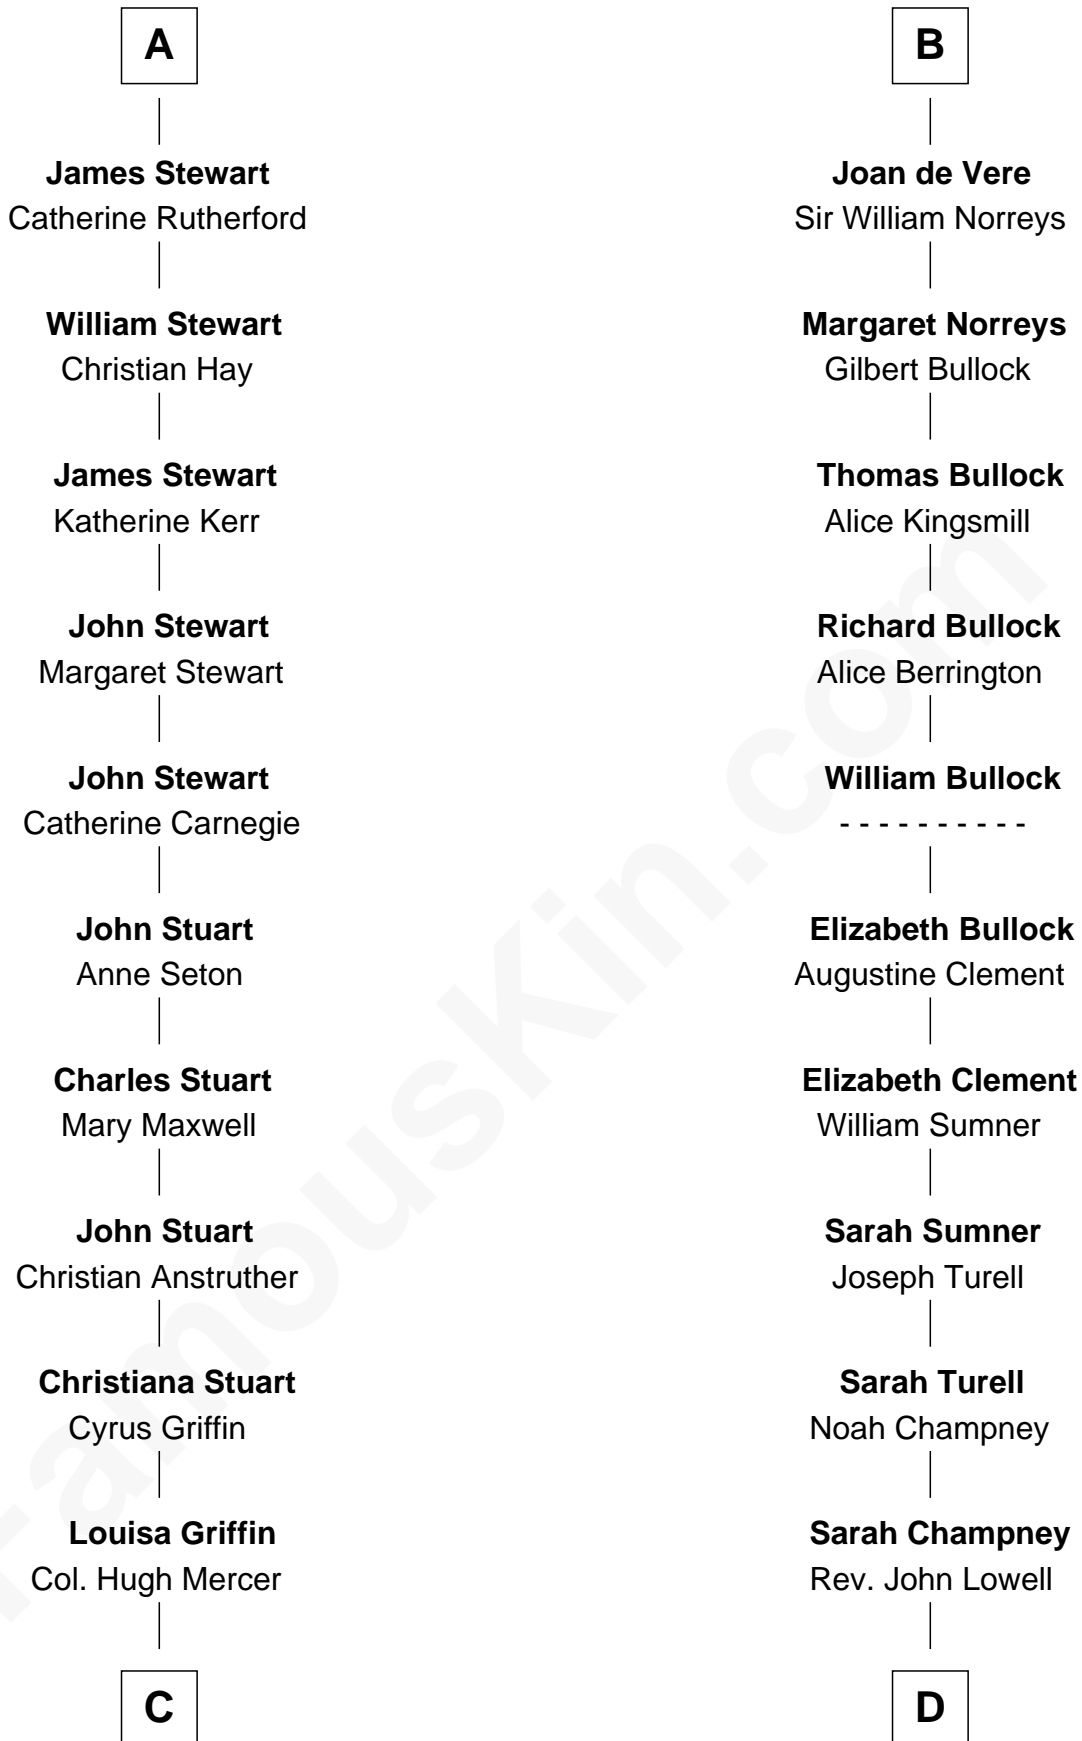 A
James Stewart
Catherine Rutherford
William Stewart
Christian Hay
James Stewart
Katherine Kerr
John Stewart
Margaret Stewart
John Stewart
Catherine Carnegie
John Stuart
Anne Seton
Charles Stuart
Mary Maxwell
John Stuart
Christian Anstruther
Christiana Stuart
Cyrus Griffin
Louisa Griffin
Col. Hugh Mercer
C
B
Joan de Vere
Sir William Norreys
Margaret Norreys
Gilbert Bullock
Thomas Bullock
Alice Kingsmill
Richard Bullock
Alice Berrington
William Bullock
- - - - - - - - - -
Elizabeth Bullock
Augustine Clement
Elizabeth Clement
William Sumner
Sarah Sumner
Joseph Turell
Sarah Turell
Noah Champney
Sarah Champney
Rev. John Lowell
D
FamousKin.com